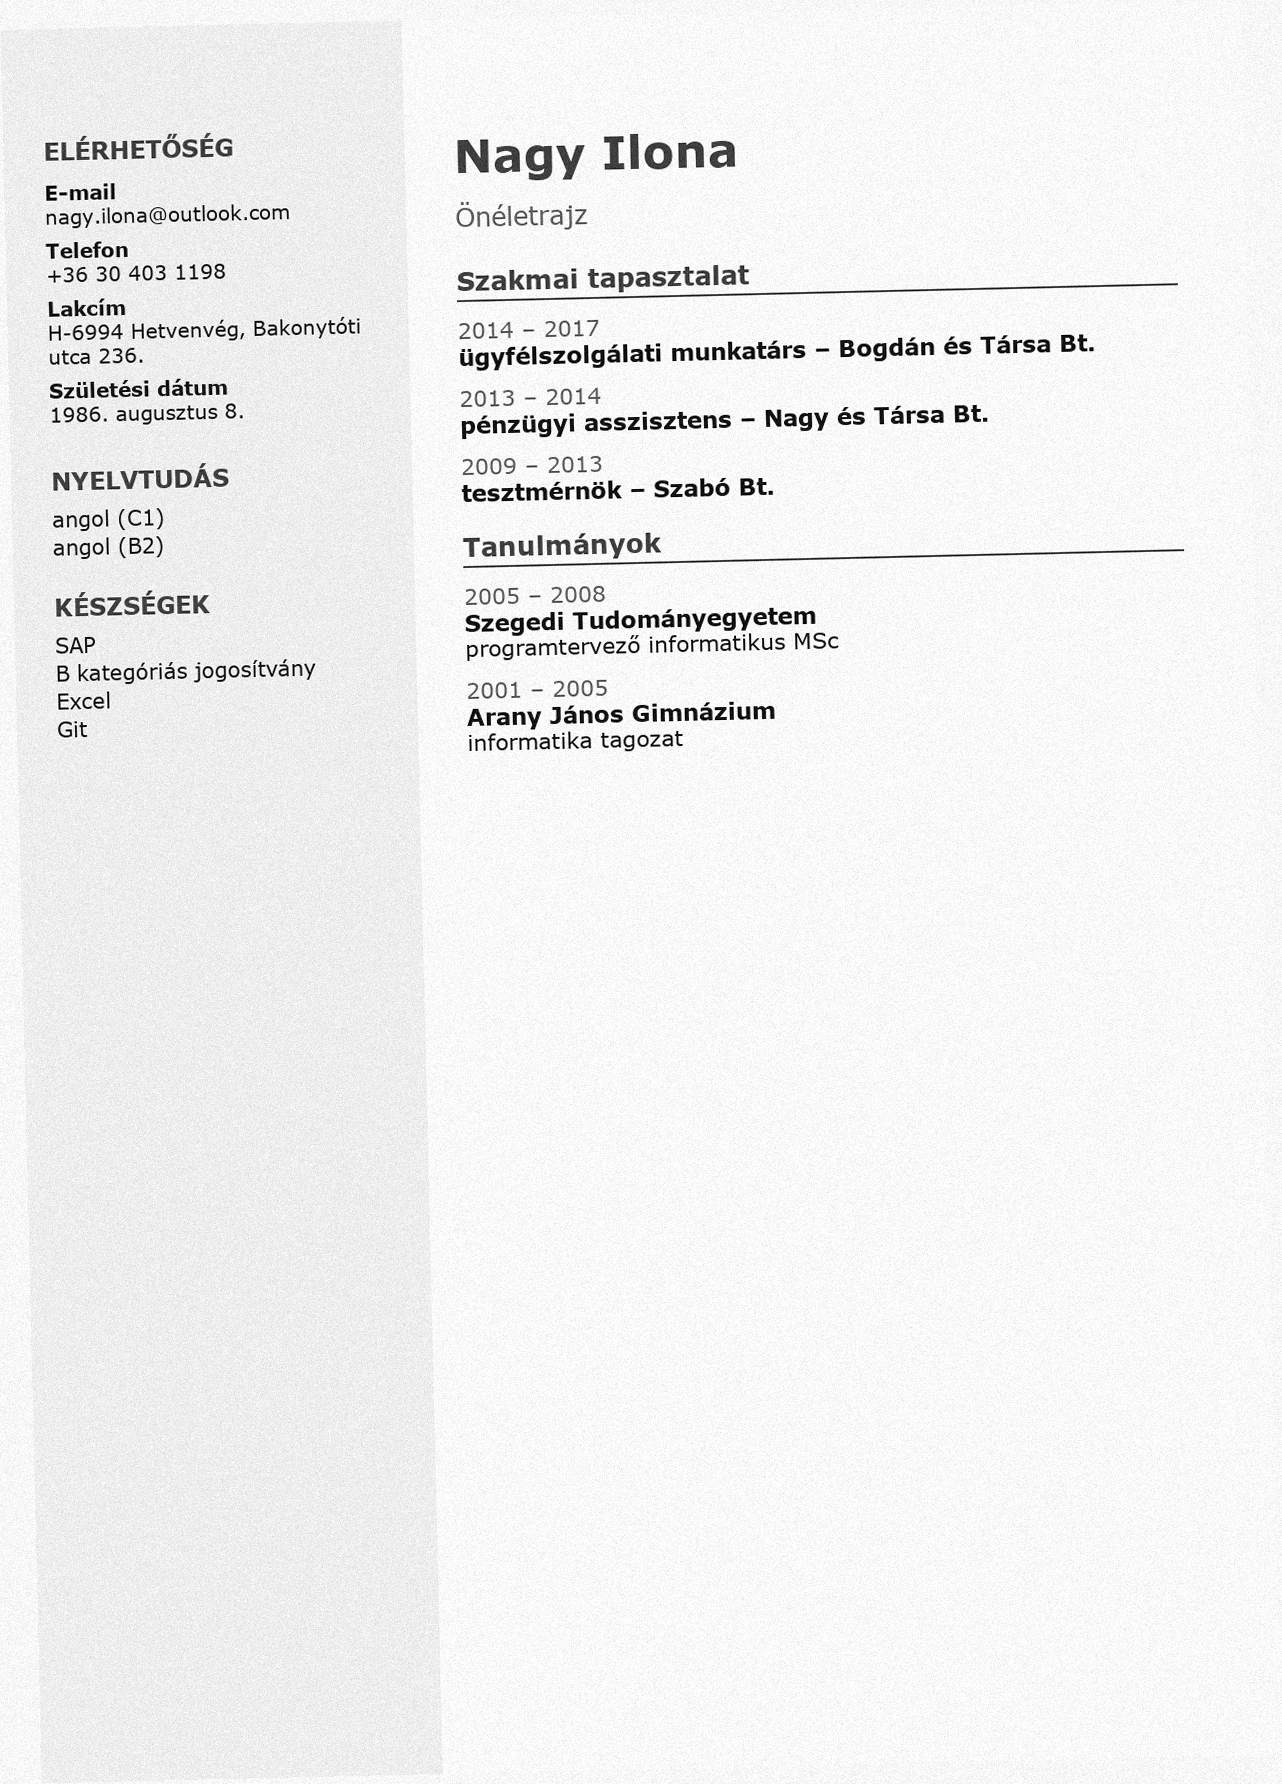 ELÉRHETŐSÉG
E-mail
nagy.ilona@outlook.com
Telefon
+36 30 403 1198
Lakcím
H-6994 Hetvenvég, Bakonytóti
utca 236.
Születési dátum
1986. augusztus 8.
NYELVTUDÁS
angol (C1)
angol (B2)
KÉSZSÉGEK
SAP
B kategóriás jogosítvány
Excel
Git
Nagy Ilona
Önéletrajz
Szakmai tapasztalat
2014 – 2017
ügyfélszolgálati munkatárs – Bogdán és Társa Bt.
2013 – 2014
pénzügyi asszisztens – Nagy és Társa Bt.
2009 – 2013
tesztmérnök – Szabó Bt.
Tanulmányok
2005 – 2008
Szegedi Tudományegyetem
programtervező informatikus MSc
2001 – 2005
Arany János Gimnázium
informatika tagozat